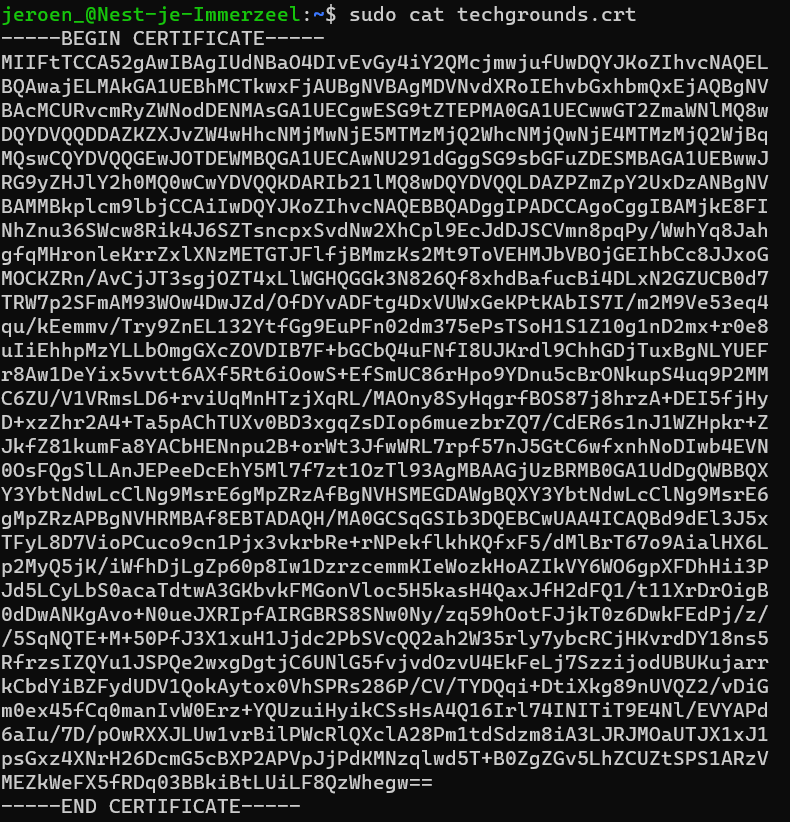 jeroen_@Nest-je-Immerzeel:~$ sudo cat techgrounds.crt
-----BEGIN CERTIFICATE-----
MIIFtTCCA52gAwIBAgIUdNBaO4DIvEvGy4iY2QMcjmwjufUwDQYJKoZIhvcNAQEL
BQAwajELMAkGA1UEBhMCTkwxFjAUBgNVBAgMDVNvdXRoIEhvbGxhbmQxEjAQBgNV
BAcMCURvcmRyZWNodDENMAsGA1UECgwESG9tZTEPMA0GA1UECwwGT2ZmaWNlMQ8w
DQYDVQQDDAZKZXJvZW4wHhcNMjMwNjE5MTMzMjQ2WhcNMjQwNjE4MTMzMjQ2WjBq
MQswCQYDVQQGEwJOTDEWMBQGA1UECAwNU291dGggSG9sbGFuZDESMBAGA1UEBwwJ
RG9yZHJlY2h0MQ0wCwYDVQQKDARIb21lMQ8wDQYDVQQLDAZPZmZpY2UxDzANBgNV
BAMMBkplcm9lbjCCAiIwDQYJKoZIhvcNAQEBBQADggIPADCCAgoCggIBAMjkE8FI
NhZnu36SWcw8Rik4J6SZTsncpxSvdNw2XhCpl9EcJdDJSCVmn8pqPy/WwhYq8Jah
gfqMHronleKrrZxlXNzMETGTJFlfjBMmzKs2Mt9ToVEHMJbVBOjGEIhbCc8JJxoG
MOCKZRn/AvCjJT3sgjOZT4xLlWGHQGGk3N826Qf8xhdBafucBi4DLxN2GZUCB0d7
TRW7p2SFmAM93WOw4DwJZd/OfDYvADFtg4DxVUWxGeKPtKAbIS7I/m2M9Ve53eq4
qu/kEemmv/Try9ZnEL132YtfGg9EuPFn02dm375ePsTSoH1S1Z10g1nD2mx+r0e8
uIiEhhpMzYLLbOmgGXcZOVDIB7F+bGCbQ4uFNfI8UJKrdl9ChhGDjTuxBgNLYUEF
r8Aw1DeYix5vvtt6AXf5Rt6iOowS+EfSmUC86rHpo9YDnu5cBrONkupS4uq9P2MM
C6ZU/V1VRmsLD6+rviUqMnHTzjXqRL/MAOny8SyHqgrfBOS87j8hrzA+DEI5fjHy
D+xzZhr2A4+Ta5pAChTUXv0BD3xgqZsDIop6muezbrZQ7/CdER6s1nJ1WZHpkr+Z
JkfZ81kumFa8YACbHENnpu2B+orWt3JfwWRL7rpf57nJ5GtC6wfxnhNoDIwb4EVN
0OsFQgSlLAnJEPeeDcEhY5Ml7f7zt1OzTl93AgMBAAGjUzBRMB0GA1UdDgQWBBQX
Y3YbtNdwLcClNg9MsrE6gMpZRzAfBgNVHSMEGDAWgBQXY3YbtNdwLcClNg9MsrE6
gMpZRzAPBgNVHRMBAf8EBTADAQH/MA0GCSqGSIb3DQEBCwUAA4ICAQBd9dEl3J5x
TFyL8D7VioPCuco9cn1Pjx3vkrbRe+rNPekflkhKQfxF5/dMlBrT67o9AialHX6L
p2MyQ5jK/iWfhDjLgZp60p8Iw1DzrzcemmKIeWozkHoAZIkVY6WO6gpXFDhHii3P
Jd5LCyLbS0acaTdtwA3GKbvkFMGonVloc5H5kasH4QaxJfH2dFQ1/t11XrDrOigB
0dDwANKgAvo+N0ueJXRIpfAIRGBRS8SNw0Ny/zq59hOotFJjkT0z6DwkFEdPj/z/
/5SqNQTE+M+50PfJ3X1xuH1Jjdc2PbSVcQQ2ah2W35rly7ybcRCjHKvrdDY18ns5
RfrzsIZQYu1JSPQe2wxgDgtjC6UNlG5fvjvdOzvU4EkFeLj7SzzijodUBUKujarr
kCbdYiBZFydUDV1QokAytox0VhSPRs286P/CV/TYDQqi+DtiXkg89nUVQZ2/vDiG
m0ex45fCq0manIvW0Erz+YQUzuiHyikCSsHsA4Q16Irl74INITiT9E4Nl/EVYAPd
6aIu/7D/pOwRXXJLUw1vrBilPWcRlQXclA28Pm1tdSdzm8iA3LJRJMOaUTJX1xJ1
psGxz4XNrH26DcmG5cBXP2APVpJjPdKMNzqlwd5T+B0ZgZGv5LhZCUZtSPS1ARzV
MEZkWeFX5fRDq03BBkiBtLUiLF8QzWhegw==
-----END CERTIFICATE-----